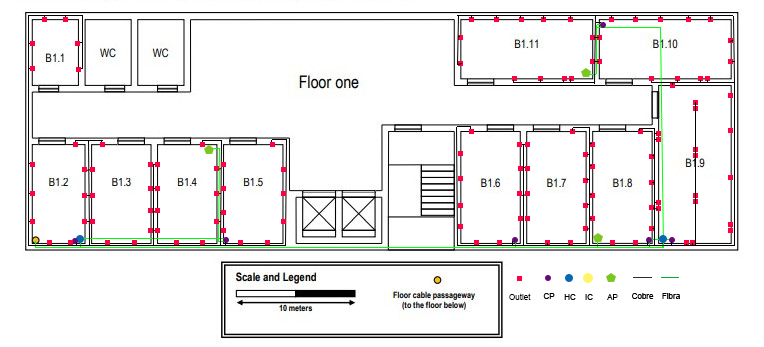 B1.1
WC
WC
B1.11
B1.10
Floor one
B1.2
B1.3
B1.4
B1.5
B1.6
B1.7
B1.8
B1.9
Scale and Legend
10 meters
Floor cable passageway
(to the floor below)
Outlet CP HC IC AP Cobre Fibra